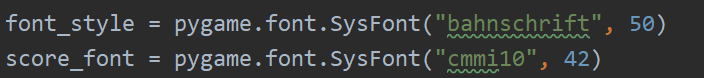 font_style = pygame.font.SysFont("bahnschrift", 50)
score_font = pygame.font.SysFont("cmmi10", 42)